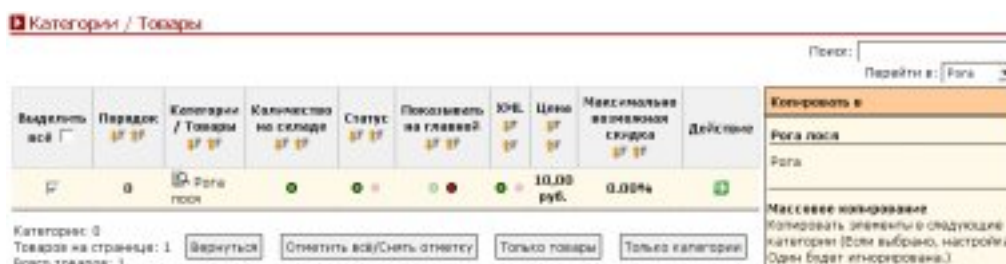 Категории / Товары
Поиск:
Перейти в: Рога
Выделить всё
Порядок
Категории / Товары
Количество на складе
Статус
Показывать на главной
XML
Цена
Максимально возможная скидка
Действие
0
Рога лося
0
10,00 руб.
0.00%
Категории: 0
Товаров на странице: 1
Всего товаров: 1
Вернуться
Отметить всё/Снять отметку
Только товары
Только категории
Копировать в
Рога лося
Рога
Массовое копирование
Копировать элементы в следующие
категории (Если выбрано, настройка
Один будет игнорирована.)